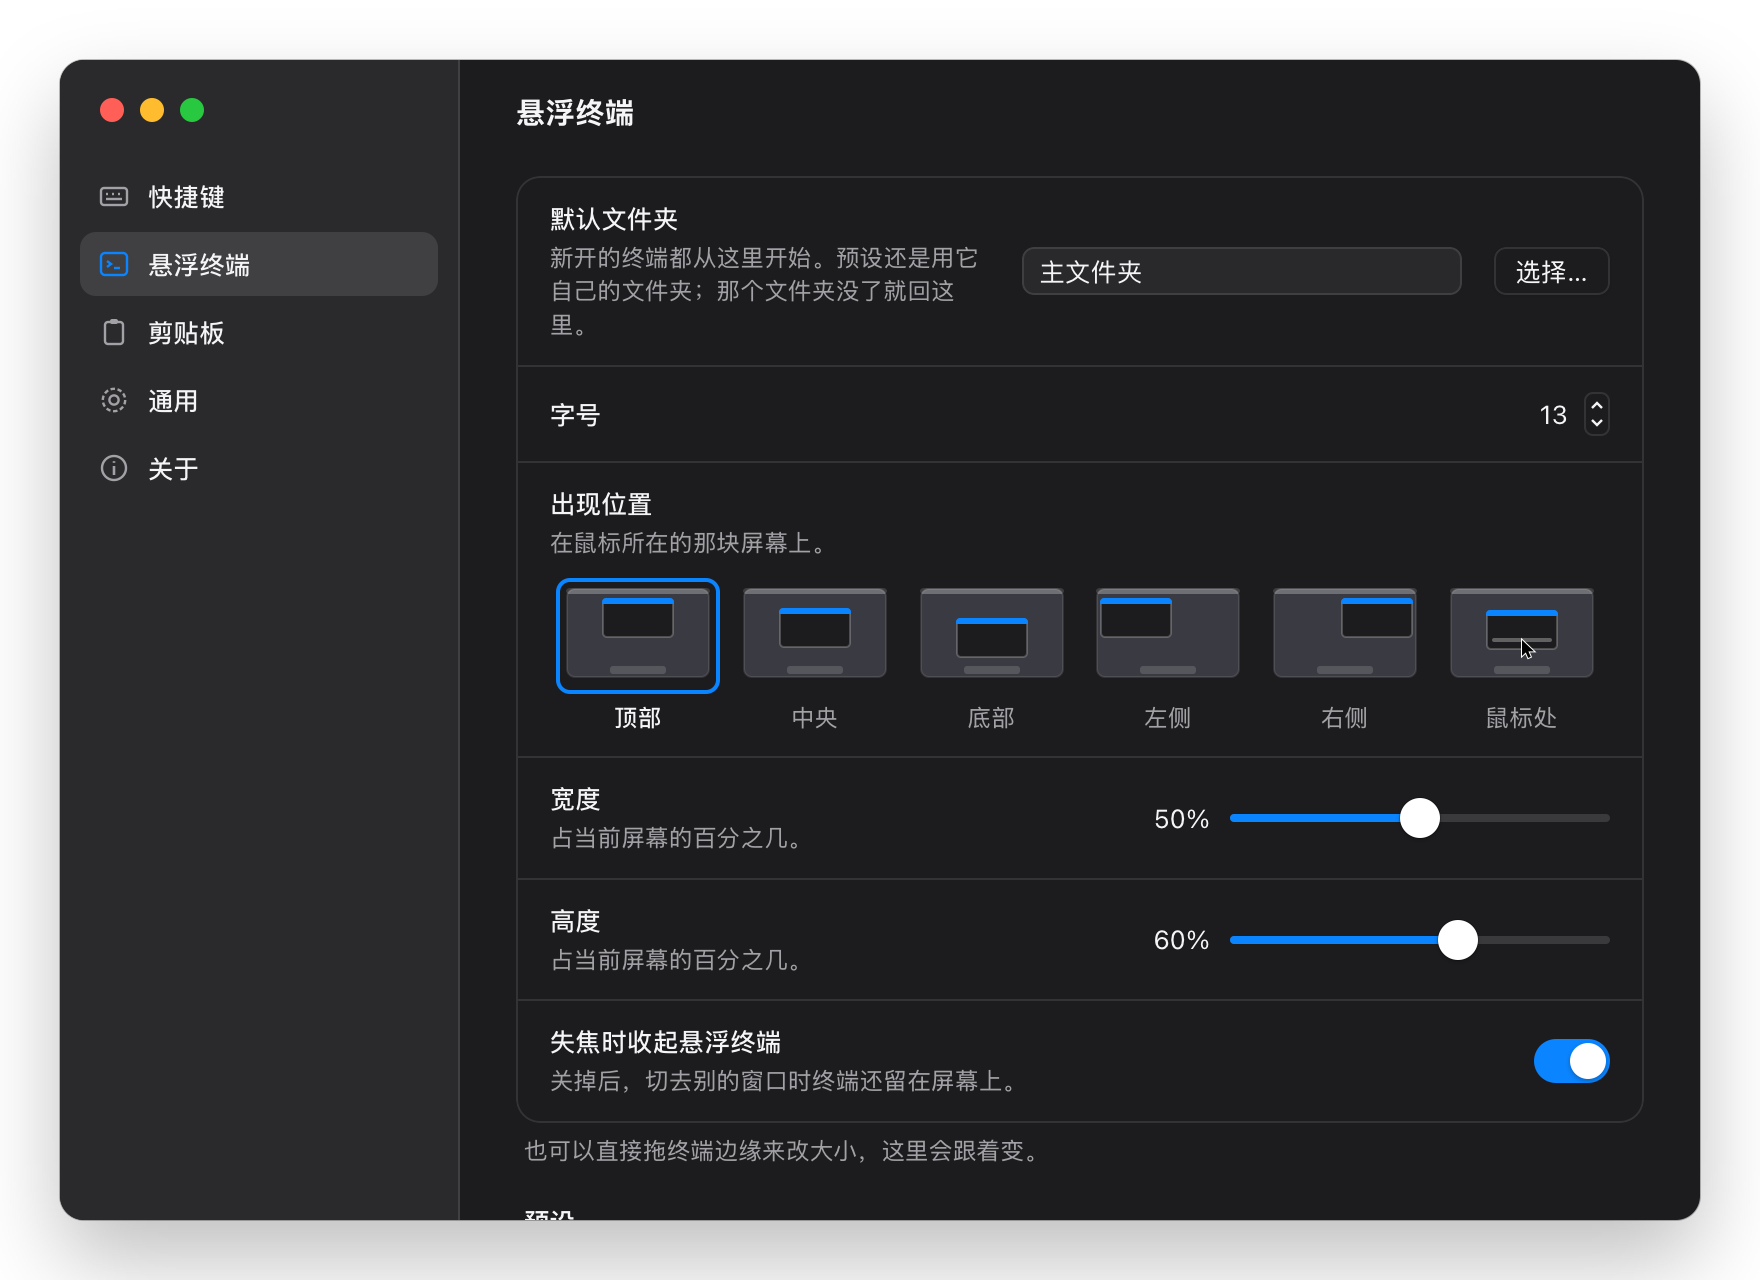 悬浮终端
快捷键
悬浮终端
剪贴板
通用
关于
默认文件夹
新开的终端都从这里开始。预设还是用它
自己的文件夹；那个文件夹没了就回这
里。
主文件夹
选择...
字号
13
出现位置
在鼠标所在的那块屏幕上。
顶部
中央
底部
左侧
右侧
鼠标处
宽度
占当前屏幕的百分之几。
50%
高度
占当前屏幕的百分之几。
60%
失焦时收起悬浮终端
关掉后，切去别的窗口时终端还留在屏幕上。
也可以直接拖终端边缘来改大小，这里会跟着变。
预设